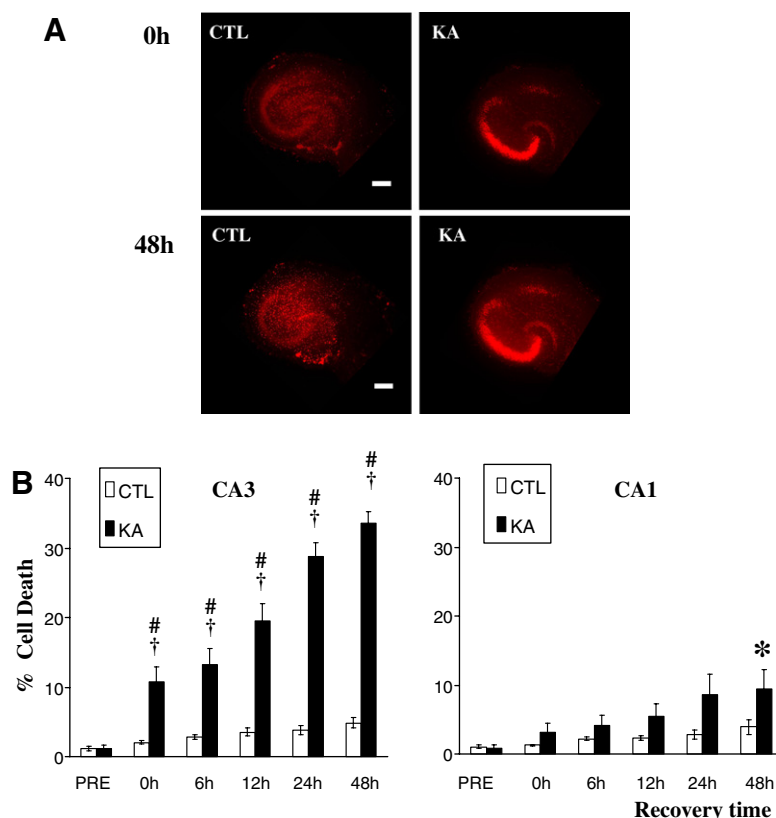 A
0h
CTL
KA
48h
CTL
KA
B
CA3
CTL
KA
% Cell Death
40
30
20
10
0
# † # † # † # † # †
PRE 0h 6h 12h 24h 48h
CA1
CTL
KA
40
30
20
10
0
*
PRE 0h 6h 12h 24h 48h
Recovery time